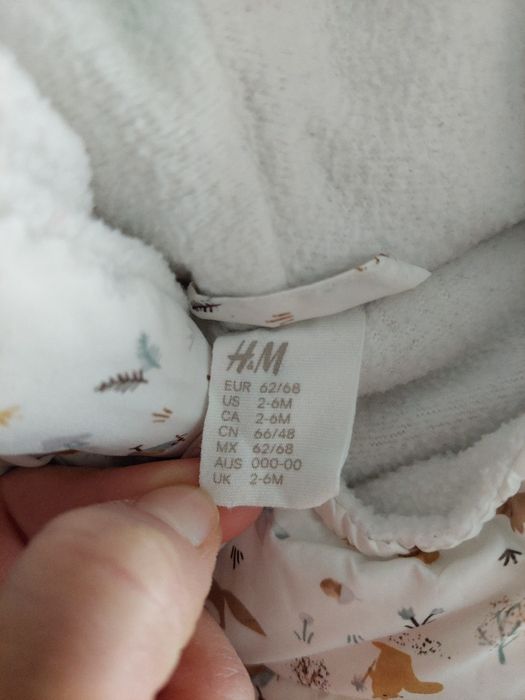 H&M
EUR 62/68
US 2-6M
CA 2-6M
CN 66/48
MX 62/68
AUS 000-00
UK 2-6M